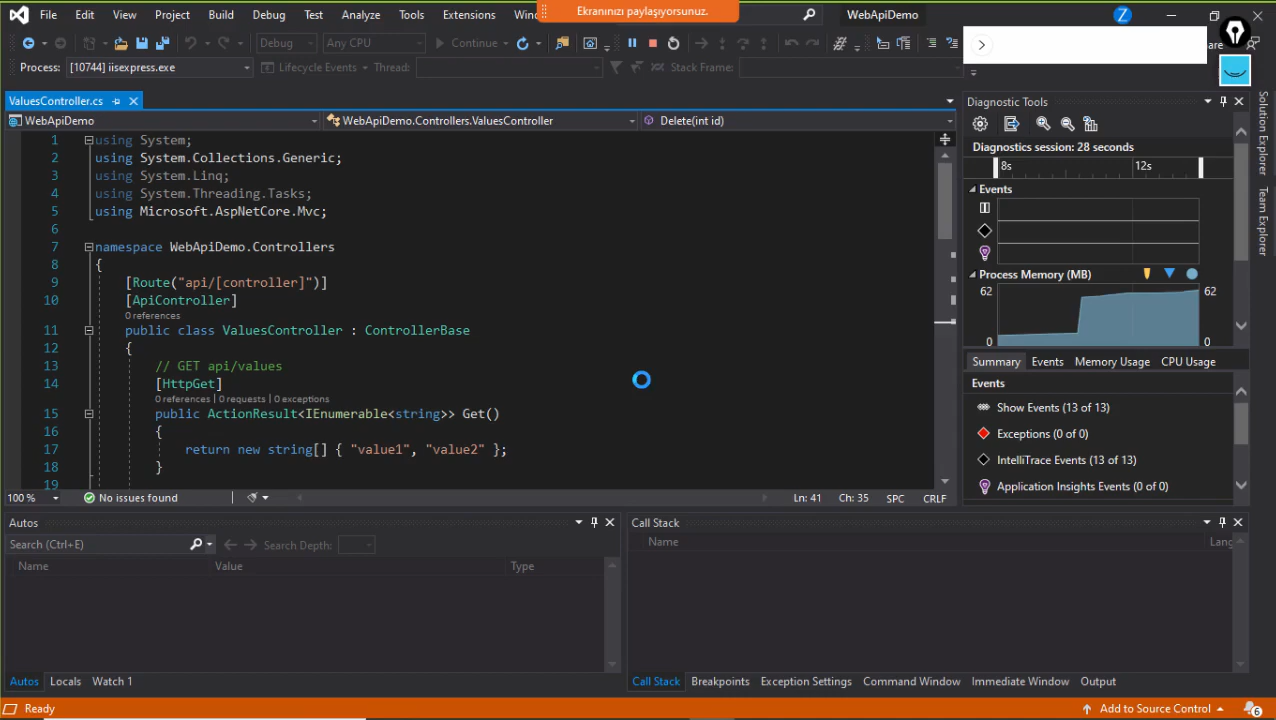 File Edit View Project Build Debug Test Analyze Tools Extensions Ekranınızı paylaşıyorsunuz. WebApiDemo Z
Debug Any CPU Continue
Process: [10744] iisexpress.exe Lifecycle Events Thread: Stack Frame:
ValuesController.cs
WebApiDemo WebApiDemo.Controllers.ValuesController Delete(int id)
1 using System;
2 using System.Collections.Generic;
3 using System.Linq;
4 using System.Threading.Tasks;
5 using Microsoft.AspNetCore.Mvc;
6
7 namespace WebApiDemo.Controllers
8 {
9 [Route("api/[controller]")]
10 [ApiController]
0 references
11 public class ValuesController : ControllerBase
12 {
13 // GET api/values
14 [HttpGet]
0 references | 0 requests | 0 exceptions
15 public ActionResult<IEnumerable<string>> Get()
16 {
17 return new string[] { "value1", "value2" };
18 }
19
100 % No issues found Ln: 41 Ch: 35 SPC CRLF
Diagnostic Tools
Diagnostics session: 28 seconds
8s 12s
Events
Process Memory (MB)
62 62
0 0
Summary Events Memory Usage CPU Usage
Events
Show Events (13 of 13)
Exceptions (0 of 0)
IntelliTrace Events (13 of 13)
Application Insights Events (0 of 0)
Solution Explorer
Team Explorer
Autos
Search (Ctrl+E) Search Depth:
Name Value Type
Autos Locals Watch 1
Call Stack
Name Lang
Call Stack Breakpoints Exception Settings Command Window Immediate Window Output
Ready Add to Source Control 6